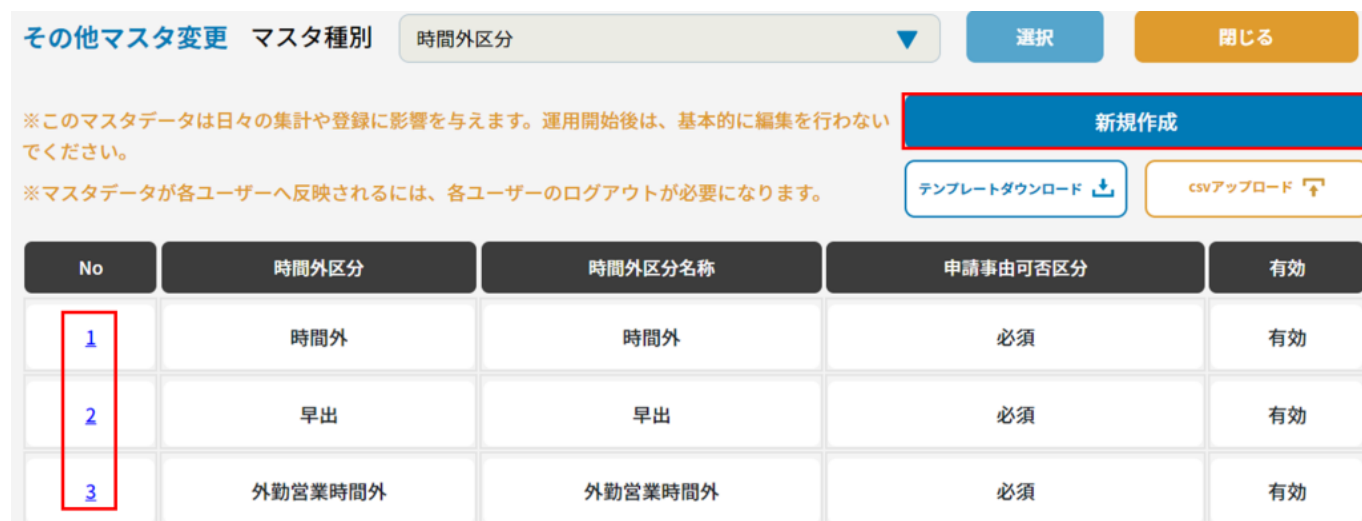 その他マスタ変更 マスタ種別 時間外区分 選択 閉じる
※このマスタデータは日々の集計や登録に影響を与えます。運用開始後は、基本的に編集を行わない
でください。
※マスタデータが各ユーザーへ反映されるには、各ユーザーのログアウトが必要になります。
新規作成
テンプレートダウンロード csvアップロード
No 時間外区分 時間外区分名称 申請事由可否区分 有効
1 時間外 時間外 必須 有効
2 早出 早出 必須 有効
3 外勤営業時間外 外勤営業時間外 必須 有効